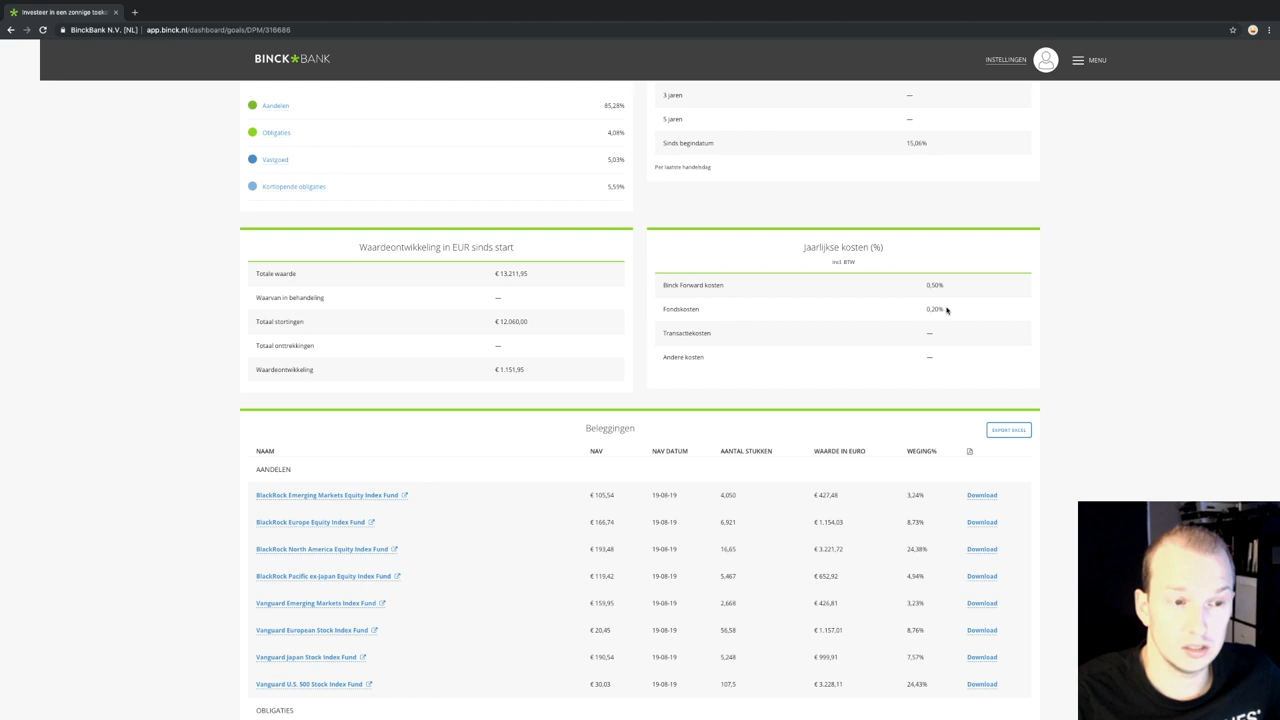 Investeer in een zonnige toek
BinckBank N.V. [NL] app.binck.nl/dashboard/goals/DPM/316686
BINCK BANK
INSTELLINGEN
MENU
Aandelen 85,28%
Obligaties 4,08%
Vastgoed 5,03%
Kortlopende obligaties 5,59%
3 jaren —
5 jaren —
Sinds begindatum 15,06%
Per laatste handelsdag
Waardeontwikkeling in EUR sinds start
Totale waarde € 13.211,95
Waarvan in behandeling —
Totaal stortingen € 12.060,00
Totaal onttrekkingen —
Waardeontwikkeling € 1.151,95
Jaarlijkse kosten (%)
incl. BTW
Binck Forward kosten 0,50%
Fondskosten 0,20%
Transactiekosten —
Andere kosten —
Beleggingen
EXPORT EXCEL
NAAM NAV NAV DATUM AANTAL STUKKEN WAARDE IN EURO WEGING%
AANDELEN
BlackRock Emerging Markets Equity Index Fund € 105,54 19-08-19 4,050 € 427,48 3,24% Download
BlackRock Europe Equity Index Fund € 166,74 19-08-19 6,921 € 1.154,03 8,73% Download
BlackRock North America Equity Index Fund € 193,48 19-08-19 16,65 € 3.221,72 24,38% Download
BlackRock Pacific ex-Japan Equity Index Fund € 119,42 19-08-19 5,467 € 652,92 4,94% Download
Vanguard Emerging Markets Index Fund € 159,95 19-08-19 2,668 € 426,81 3,23% Download
Vanguard European Stock Index Fund € 20,45 19-08-19 56,58 € 1.157,01 8,76% Download
Vanguard Japan Stock Index Fund € 190,54 19-08-19 5,248 € 999,91 7,57% Download
Vanguard U.S. 500 Stock Index Fund € 30,03 19-08-19 107,5 € 3.228,11 24,43% Download
OBLIGATIES